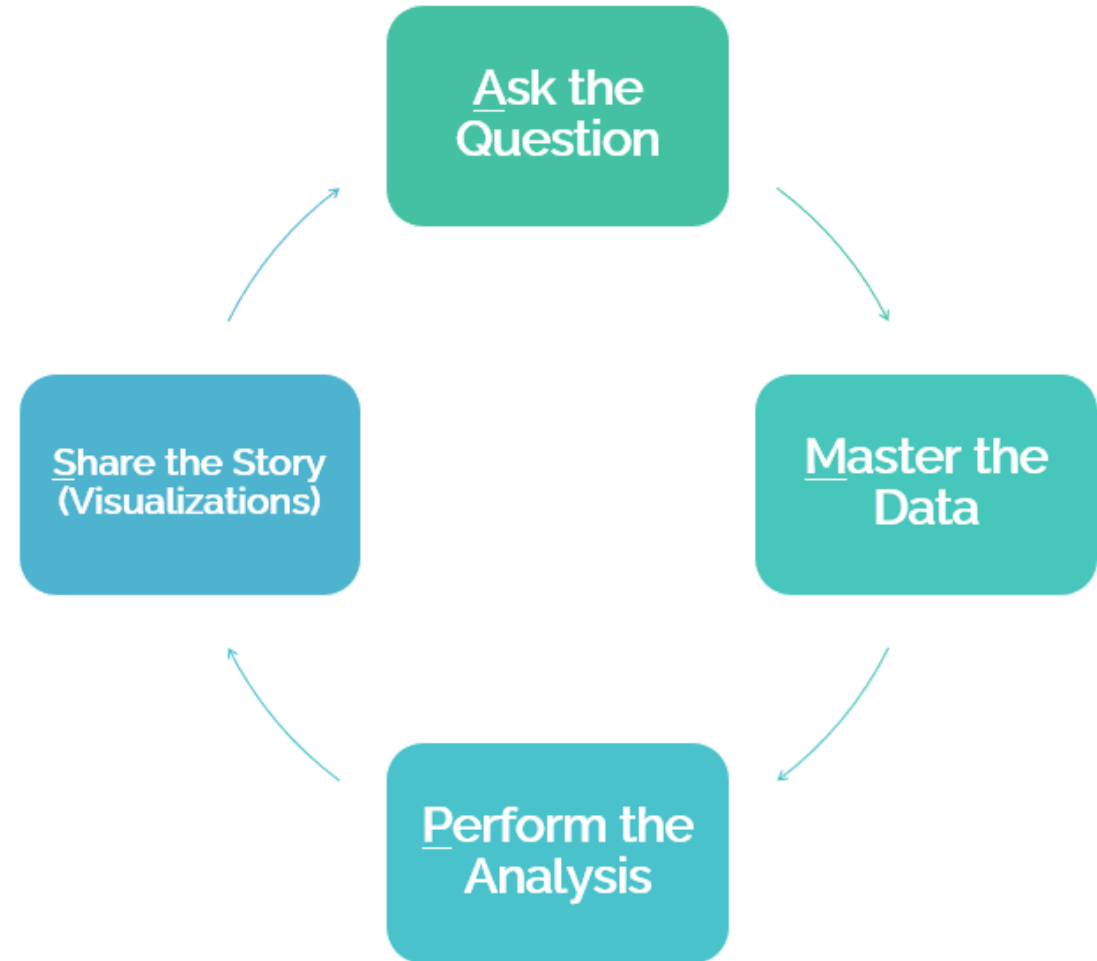 Ask the
Question
Master the
Data
Perform the
Analysis
Share the Story
(Visualizations)